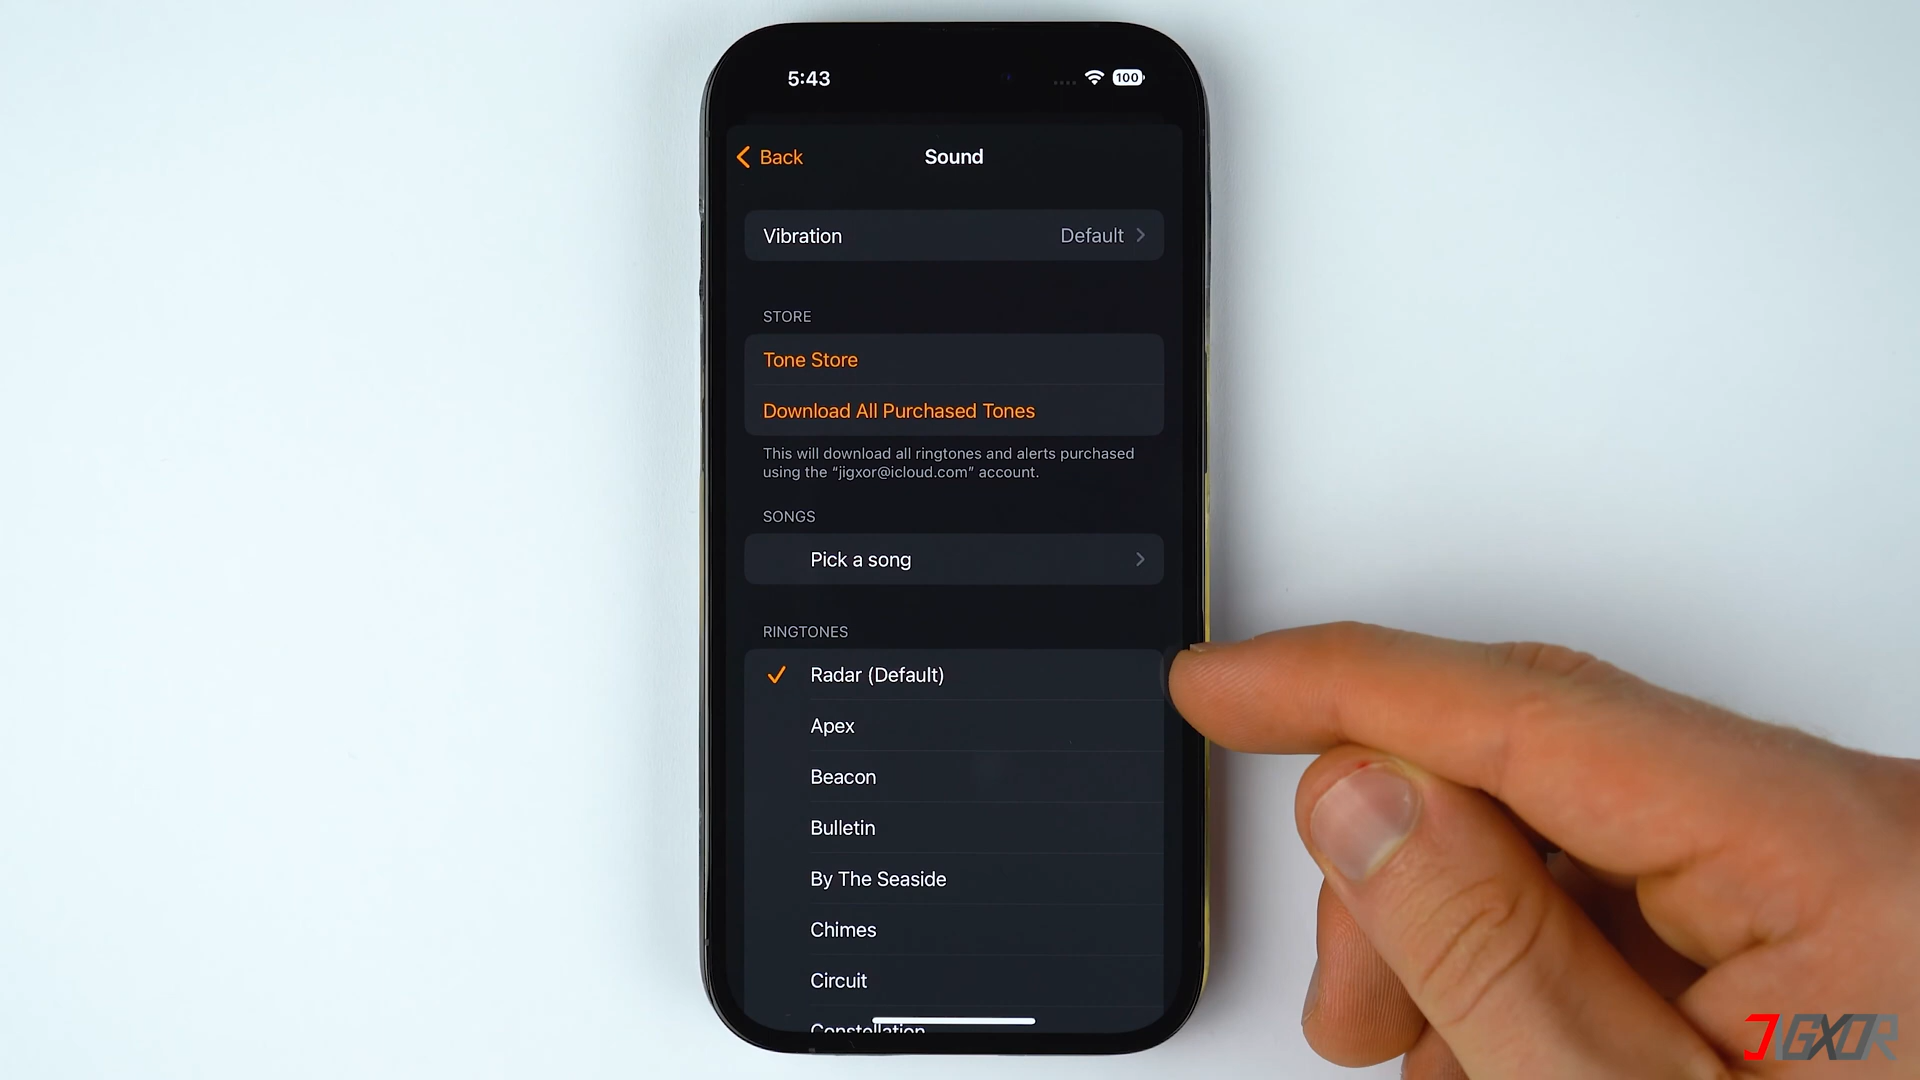 5:43
100
Back
Sound
Vibration
Default
STORE
Tone Store
Download All Purchased Tones
This will download all ringtones and alerts purchased
using the “jigxor@icloud.com” account.
SONGS
Pick a song
RINGTONES
Radar (Default)
Apex
Beacon
Bulletin
By The Seaside
Chimes
Circuit
Constellation
JIGXOR